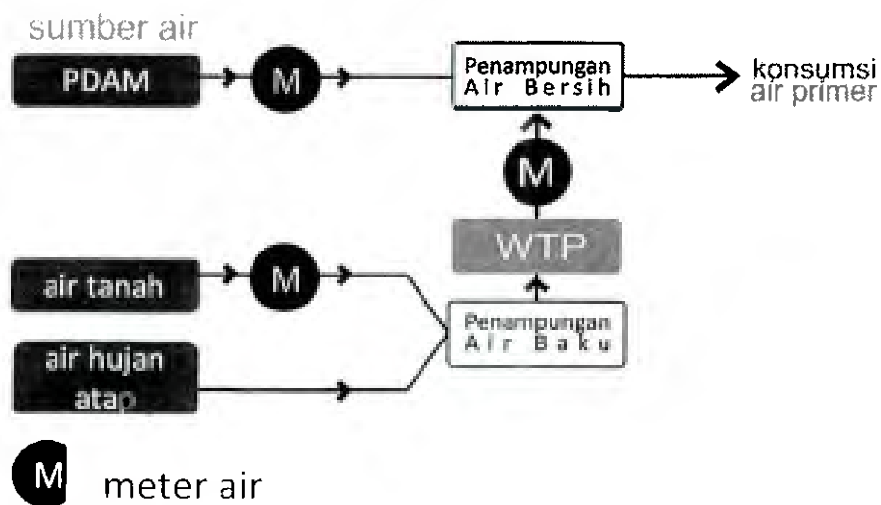 sumber air
PDAM
M
Penampungan
Air Bersih
konsumsi
air primer
M
WTP
air tanah
M
Penampungan
Air Baku
air hujan
atap
M
meter air